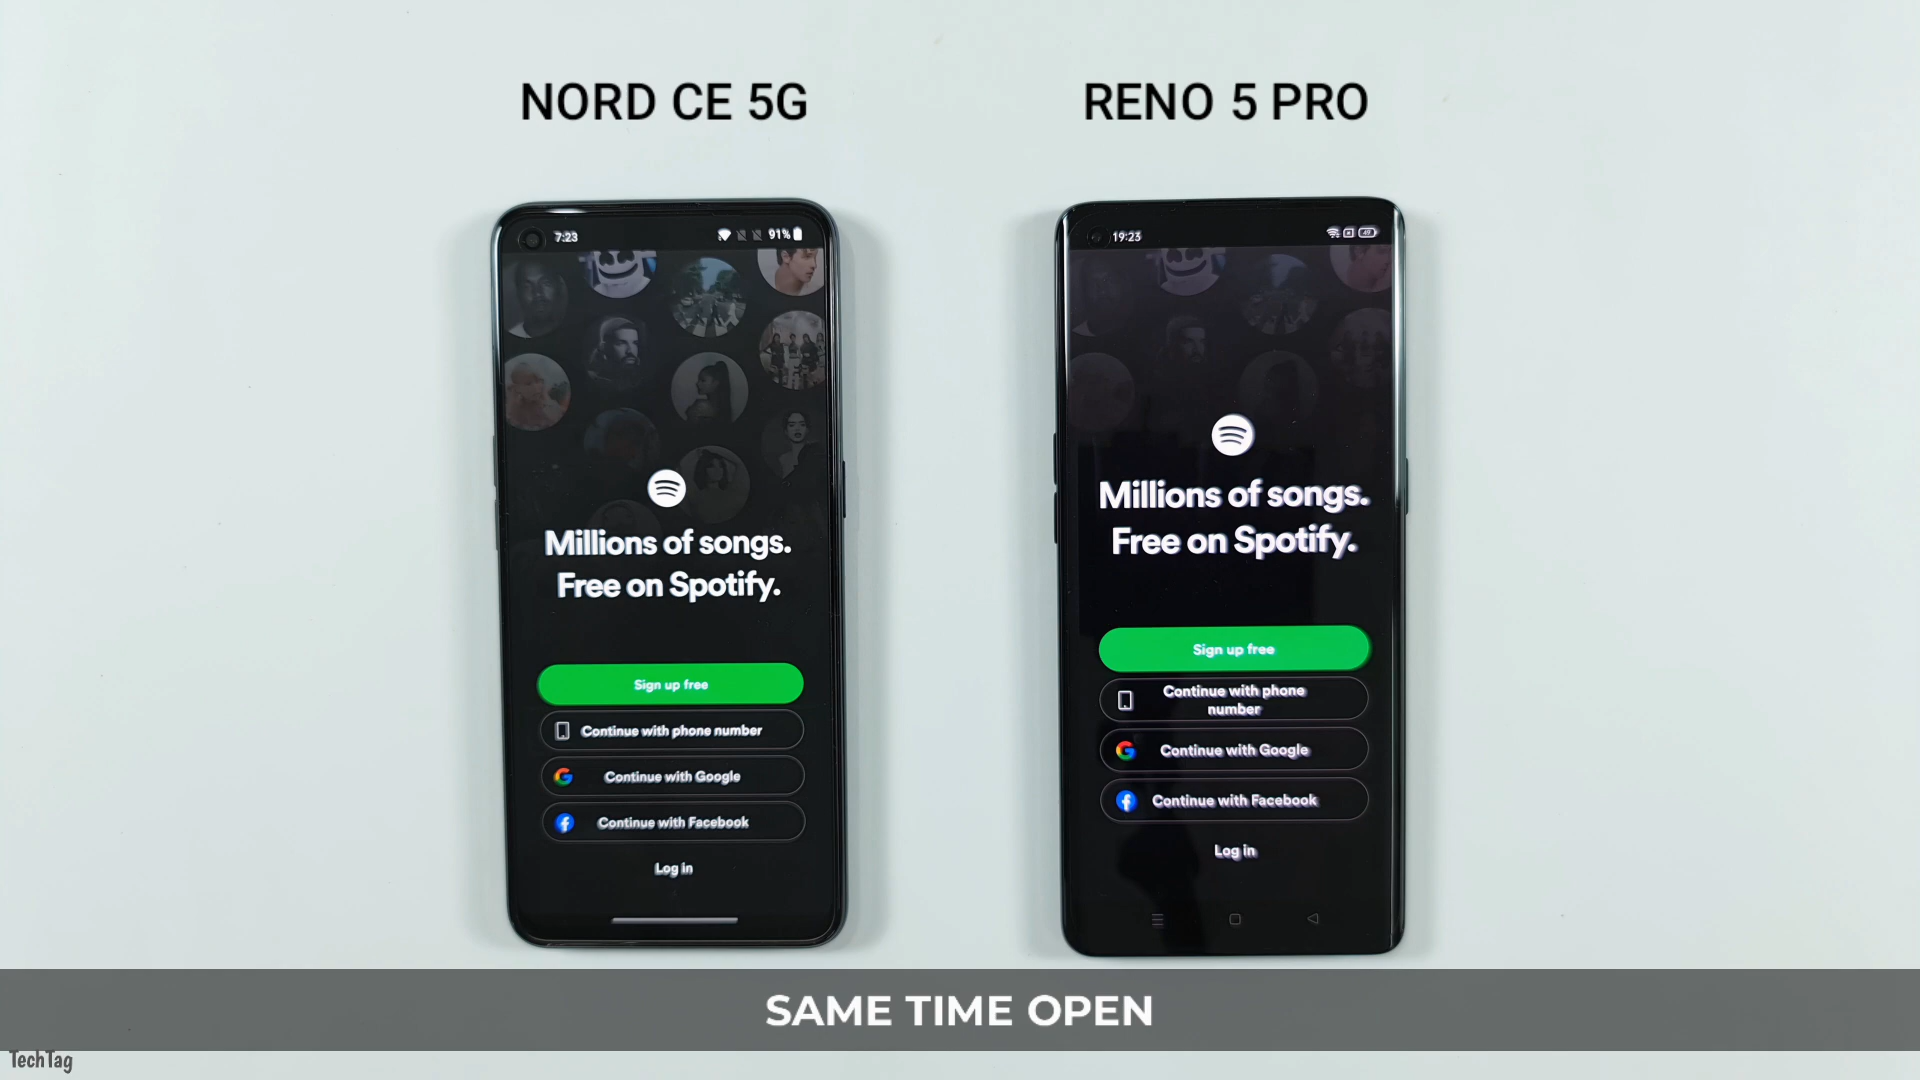 NORD CE 5G
RENO 5 PRO
7:23
91%
19:23
49
Millions of songs.
Free on Spotify.
Sign up free
Continue with phone number
Continue with Google
Continue with Facebook
Log in
Millions of songs.
Free on Spotify.
Sign up free
Continue with phone
number
Continue with Google
Continue with Facebook
Log in
SAME TIME OPEN
TechTag